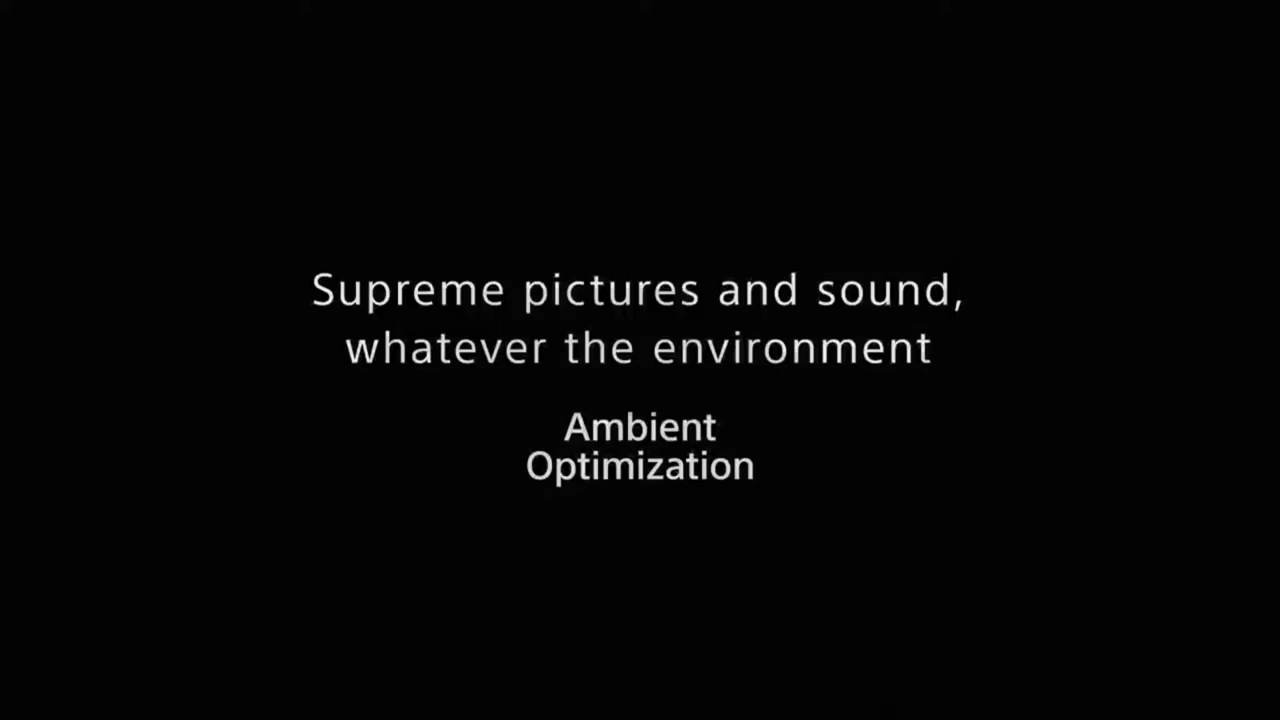 Supreme pictures and sound,
whatever the environment
Ambient
Optimization